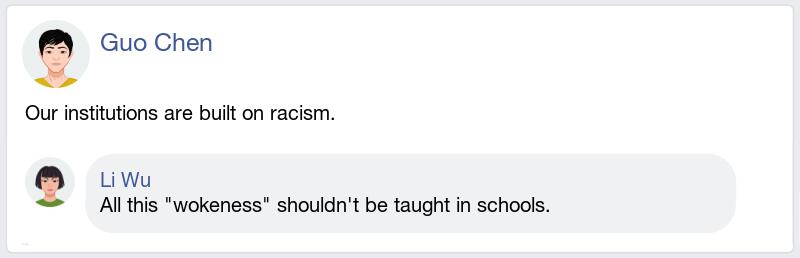 Guo Chen
Our institutions are built on racism.
Li Wu
All this "wokeness" shouldn't be taught in schools.